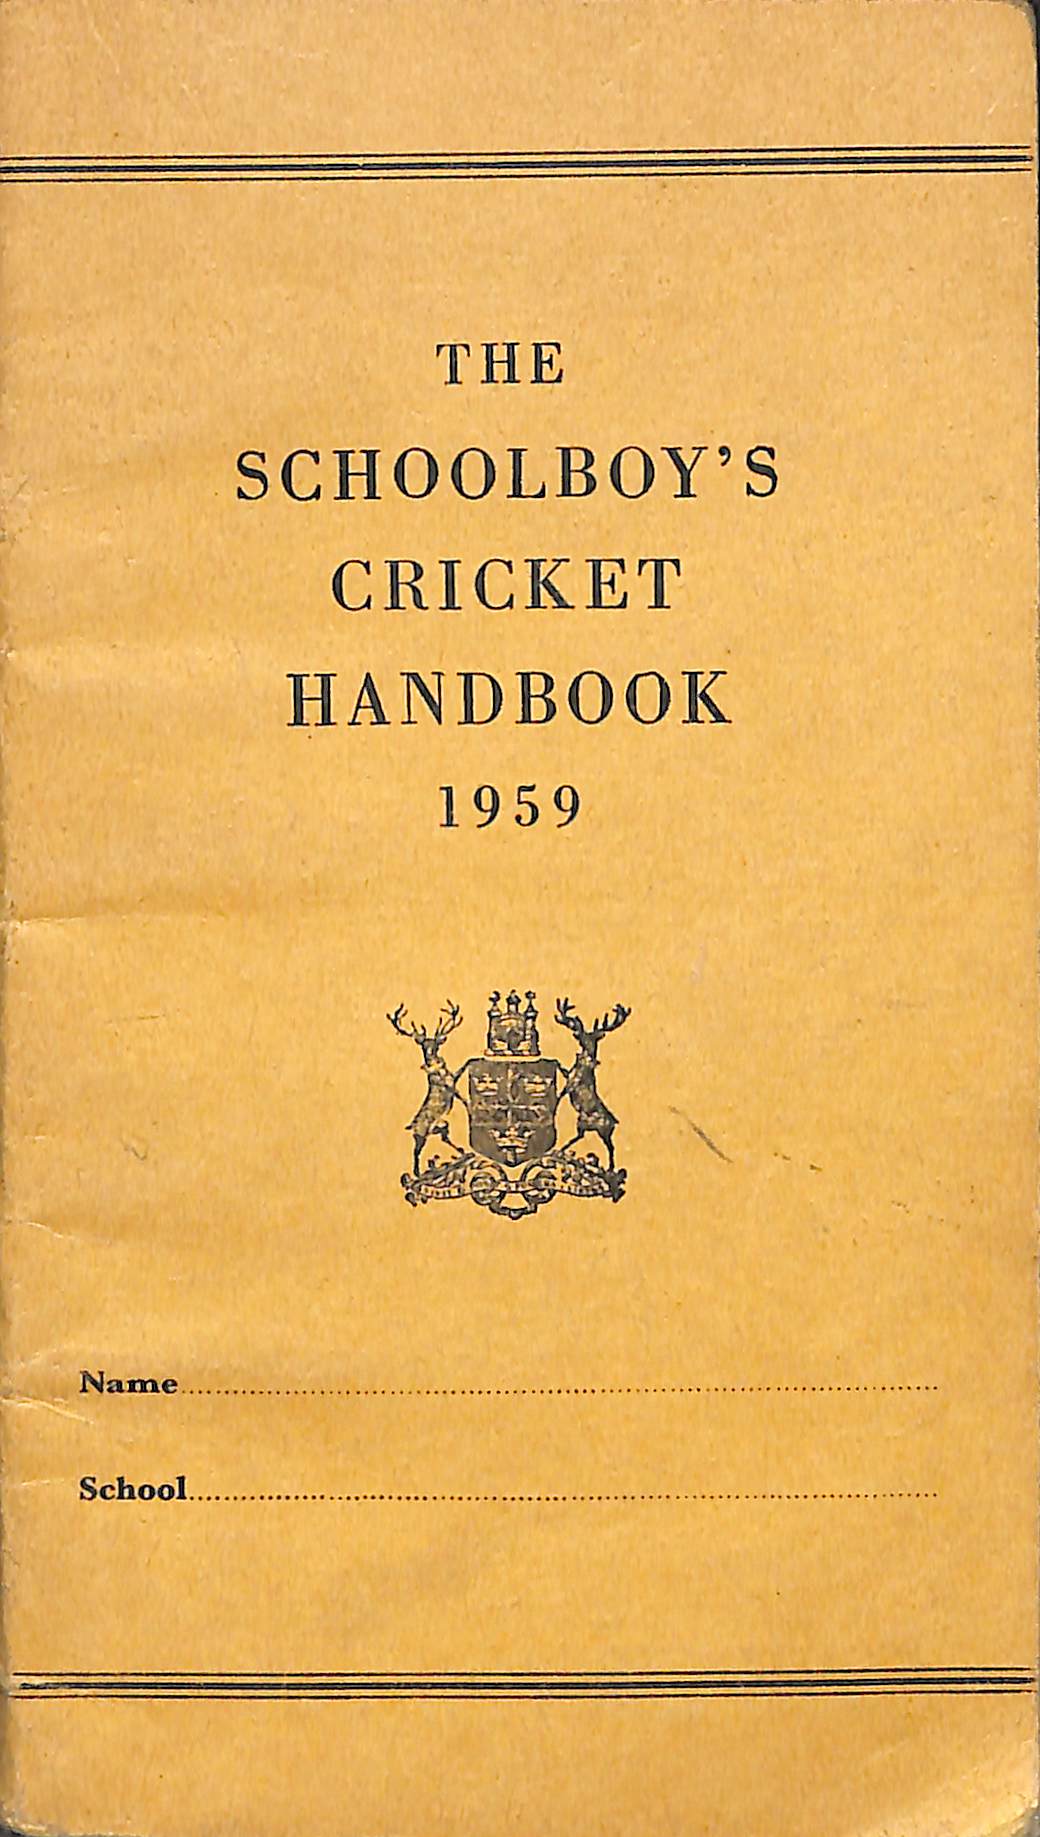 THE
SCHOOLBOY'S
CRICKET
HANDBOOK
1959
Name
School